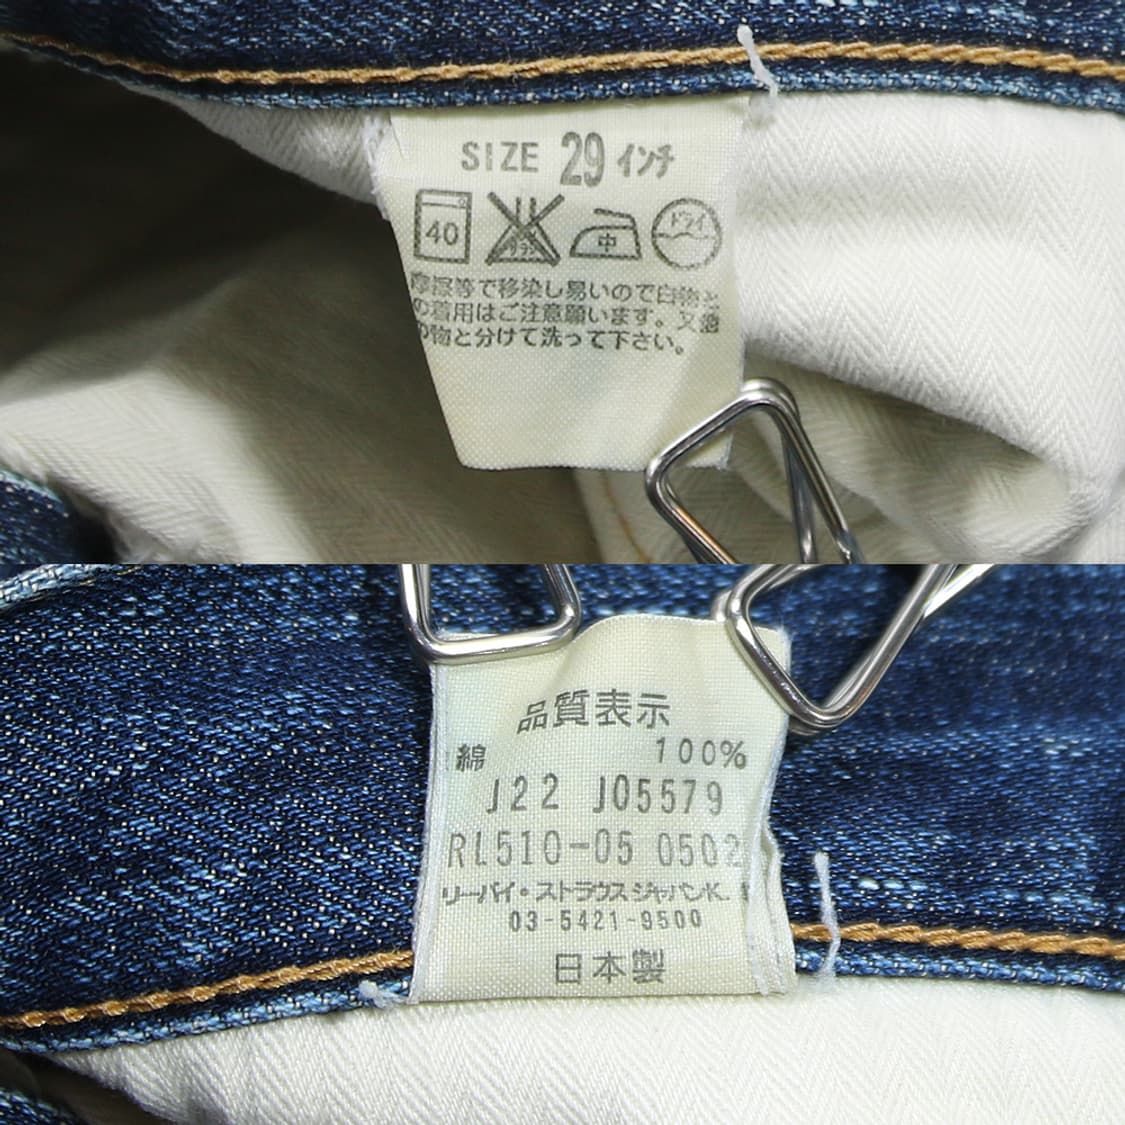 SIZE 29インチ
40 中 ドライ
摩擦等で移染し易いので白物と
の着用はご注意願います。又他
の物と分けて洗って下さい。
品質表示
綿 100%
J22 J05579
RL510-05 0502
リーバイ・ストラウスジャパンK.
03-5421-9500
日本製